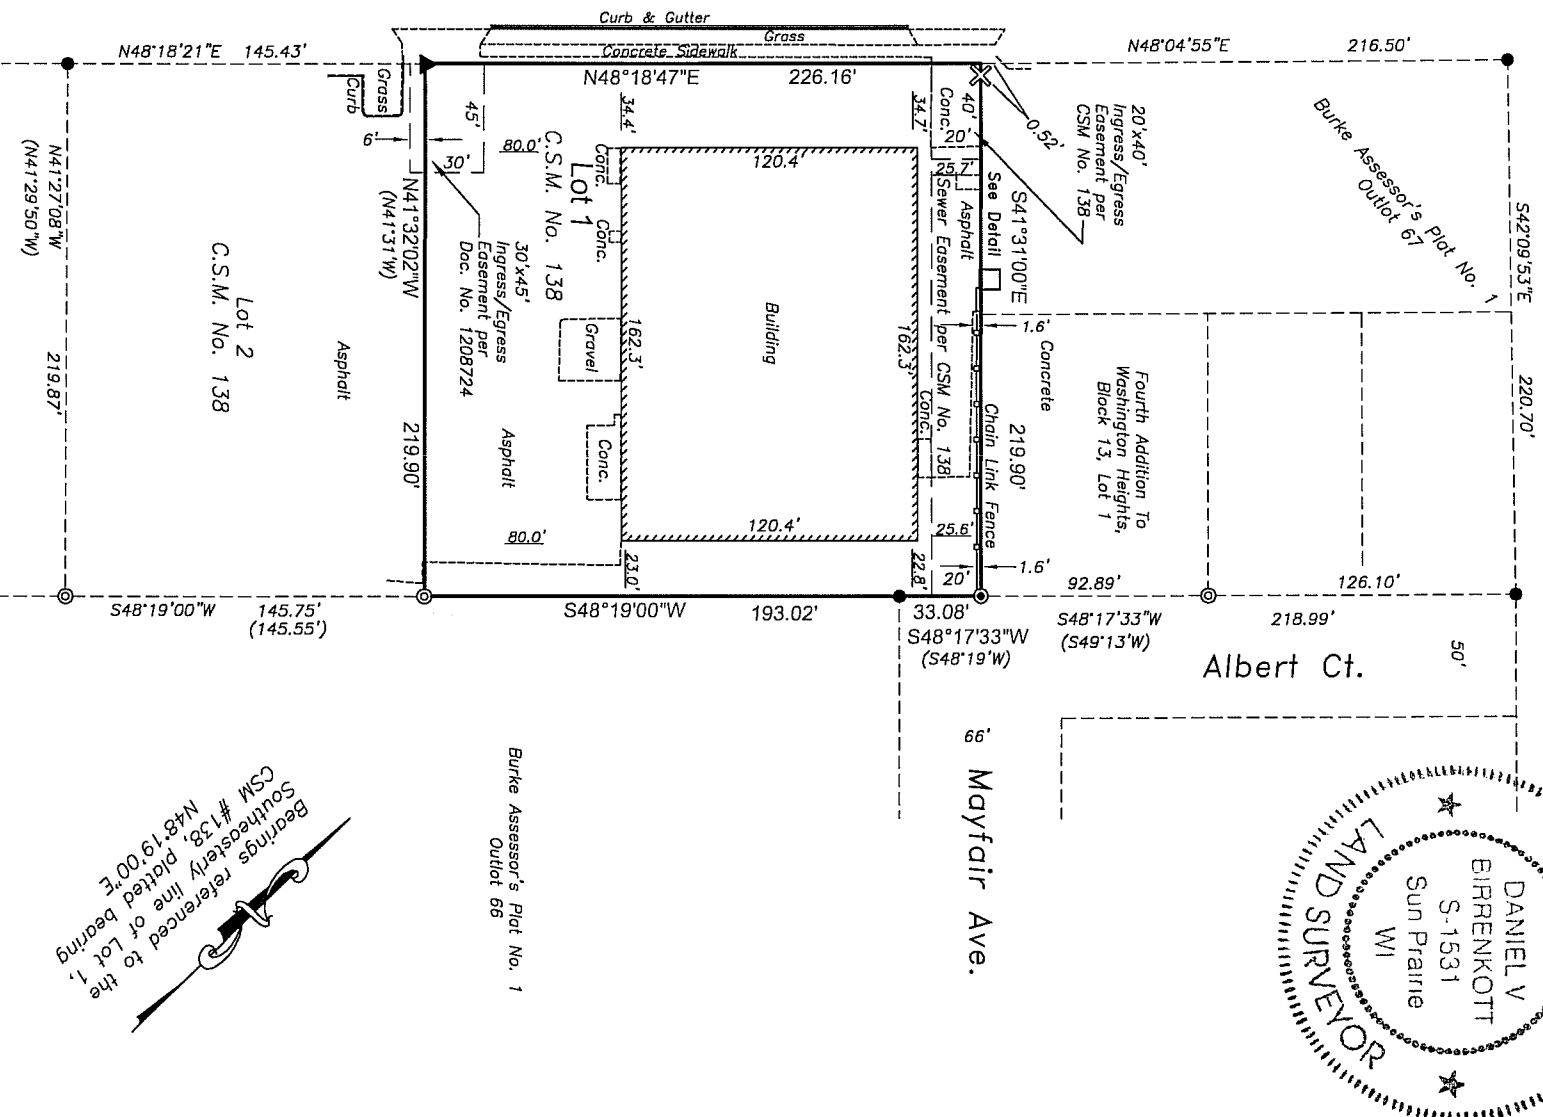 Curb & Gutter
Grass
Concrete Sidewalk
N48°18'21"E 145.43'
N48°18'47"E 226.16'
N48°04'55"E 216.50'
Grass
Curb
6'
45'
30'
80.0'
34.4'
34.7'
40'
Conc.
20'
25.7'
0.52'
20'x40'
Ingress/Egress
Easement per
CSM No. 138
Burke Assessor's Plat No. 1
Outlot 67
S42°09'53"E
220.70'
N41°27'08"W
(N41°29'50"W)
219.87'
Lot 2
C.S.M. No. 138
Asphalt
N41°32'02"W
(N41°31'W)
219.90'
30'x45'
Ingress/Egress
Easement per
Doc. No. 1208724
Lot 1
C.S.M. No. 138
Conc.
Conc.
Gravel
Conc.
Asphalt
80.0'
120.4'
162.3'
Building
162.3'
120.4'
23.0'
22.8'
Conc.
Sewer Easement per CSM No. 138
Asphalt
See Detail
S41°31'00"E
219.90'
Chain Link Fence
1.6'
Concrete
25.6'
20'
1.6'
Fourth Addition To
Washington Heights,
Block 13, Lot 1
92.89'
126.10'
S48°19'00"W 145.75'
(145.55')
S48°19'00"W 193.02'
33.08'
S48°17'33"W
(S48°19'W)
S48°17'33"W
(S49°13'W)
218.99'
Albert Ct.
50'
66'
Mayfair Ave.
Burke Assessor's Plat No. 1
Outlot 66
Bearings referenced to the
Southeasterly line of Lot 1,
CSM #138, platted bearing
N48°19'00"E
N
DANIEL V
BIRRENKOTT
S-1531
Sun Prairie
WI
LAND SURVEYOR